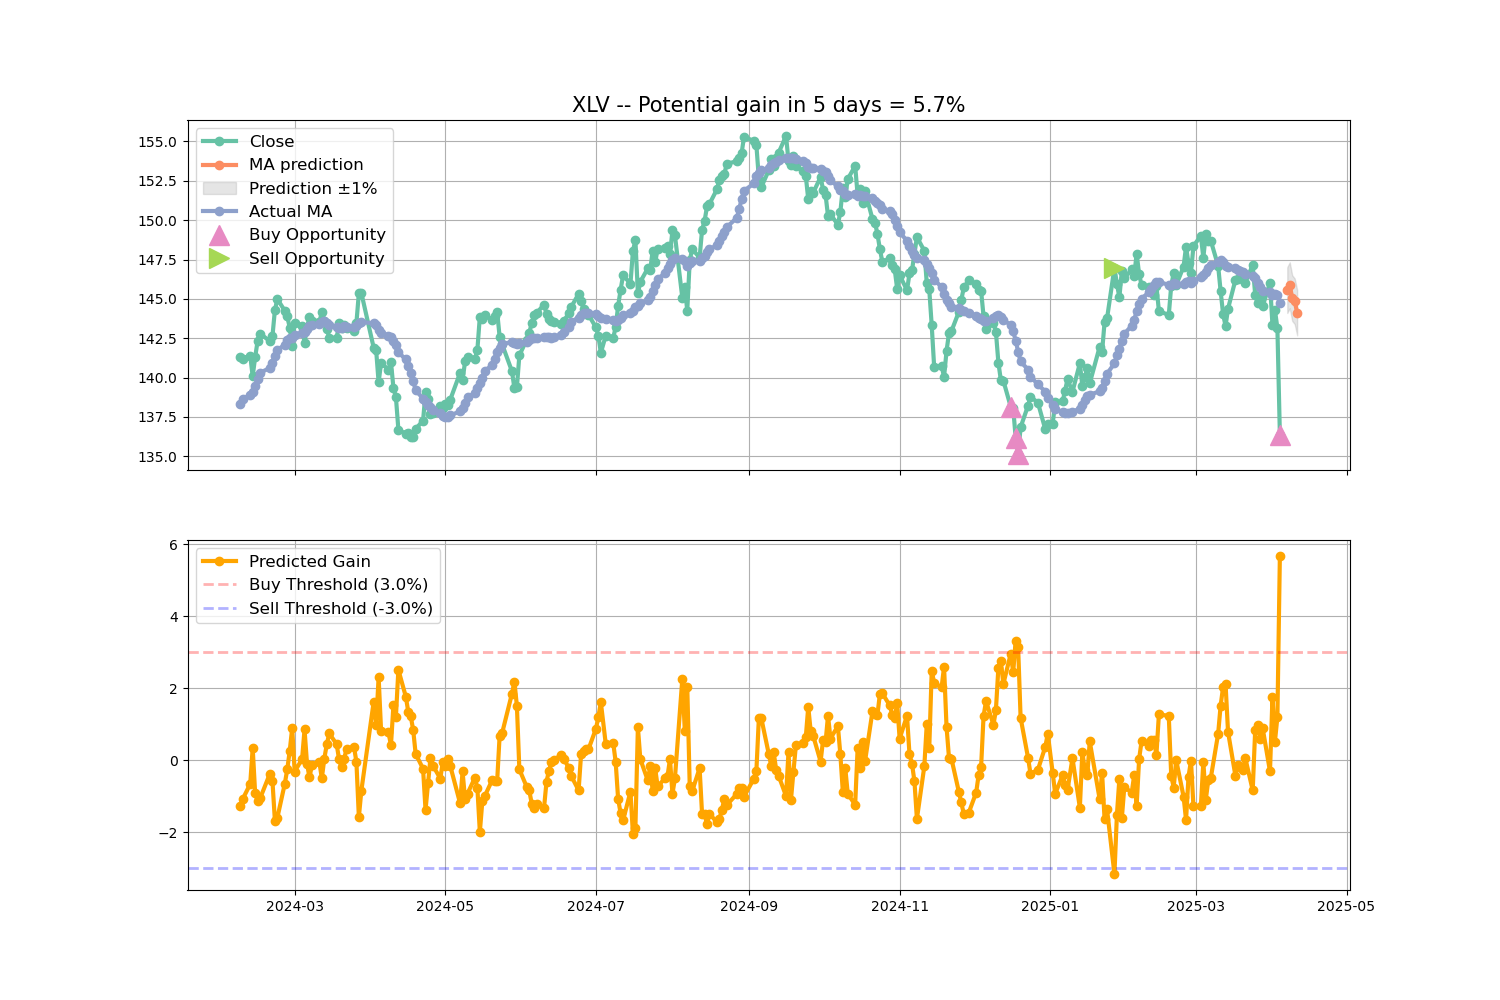 XLV -- Potential gain in 5 days = 5.7%
155.0
152.5
150.0
147.5
145.0
142.5
140.0
137.5
135.0
Close
MA prediction
Prediction ±1%
Actual MA
Buy Opportunity
Sell Opportunity
6
4
2
0
−2
Predicted Gain
Buy Threshold (3.0%)
Sell Threshold (-3.0%)
2024-03 2024-05 2024-07 2024-09 2024-11 2025-01 2025-03 2025-05